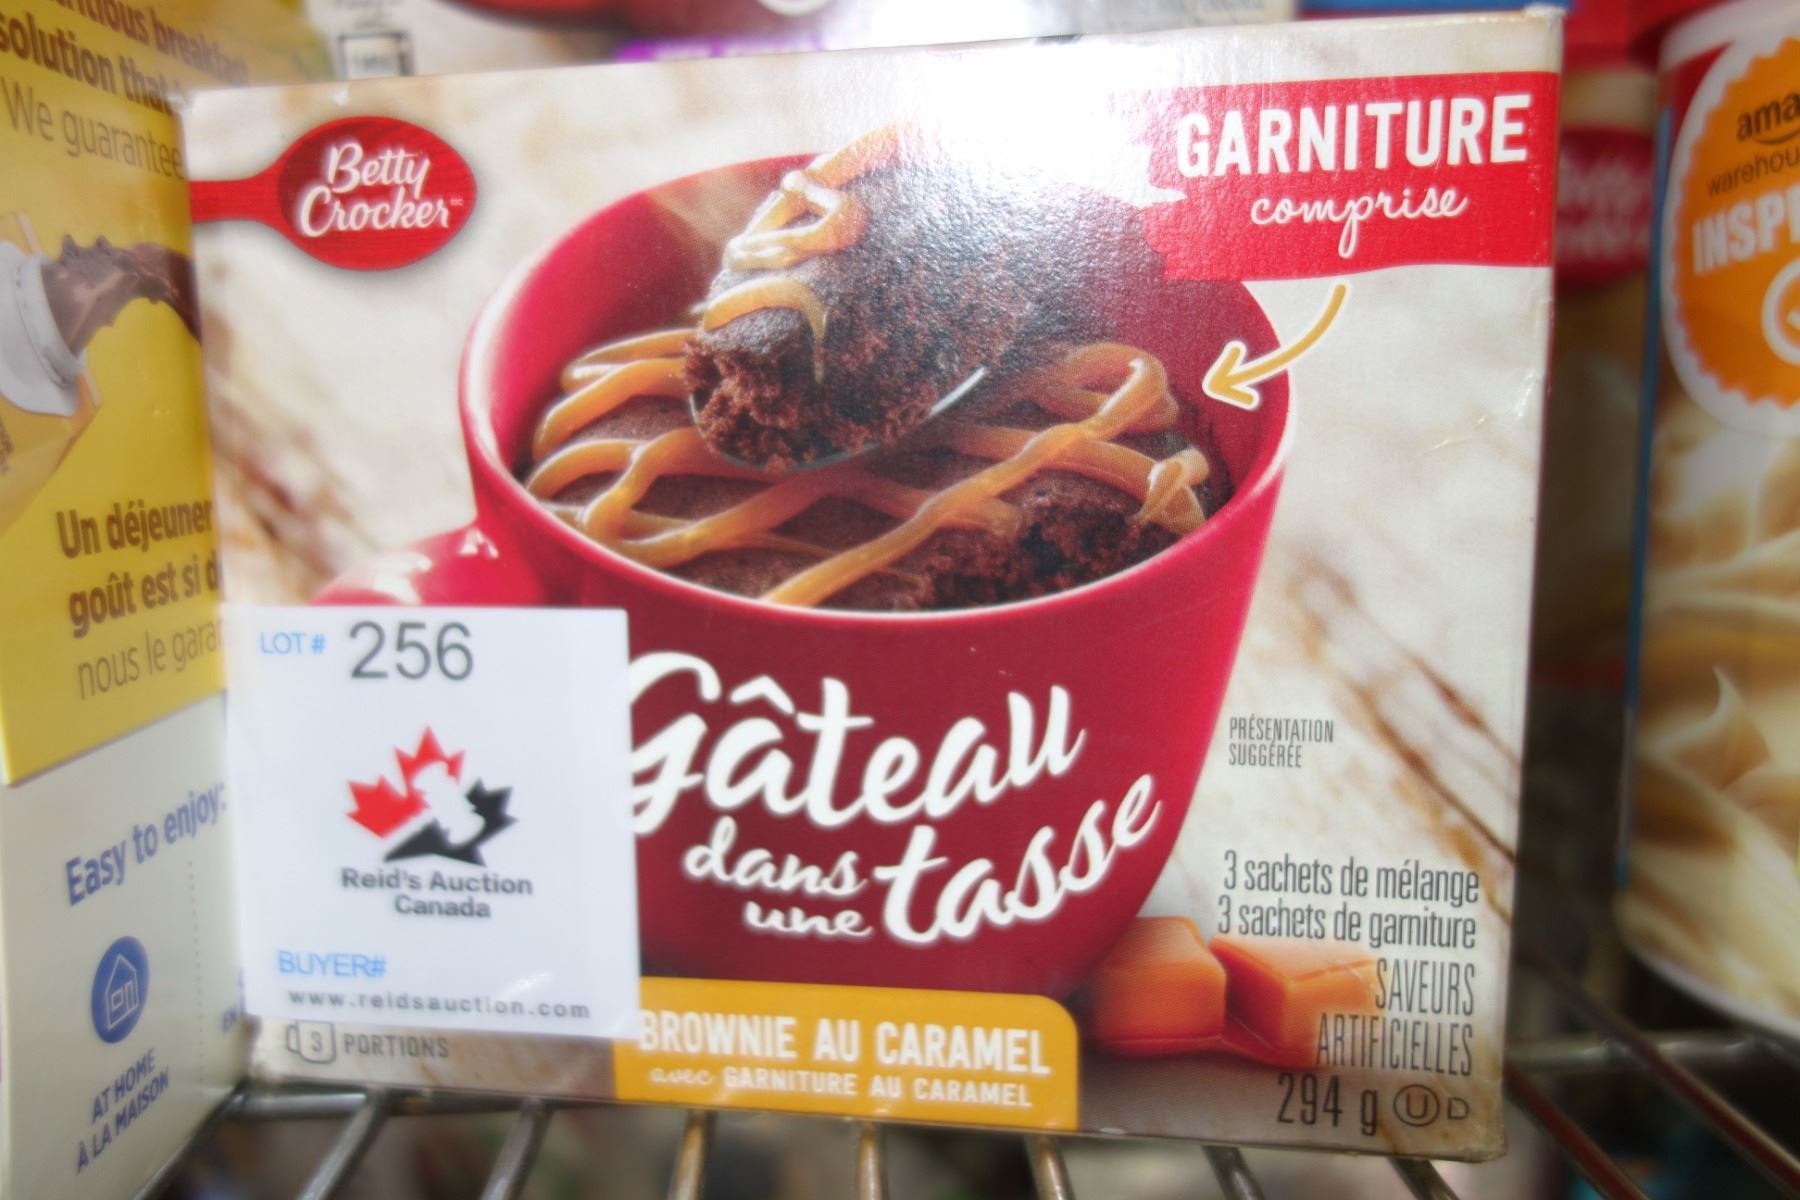 solution that
We guarantee
Un déjeuner
goût est si
nous le
Easy to enjoy:
AT HOME
À LA MAISON
Betty
Crocker
GARNITURE
comprise
LOT # 256
Reid's Auction
Canada
BUYER#
www.reidsauction.com
Gâteau
dans
une tasse
PRÉSENTATION
SUGGÉRÉE
3 sachets de mélange
3 sachets de garniture
SAVEURS
ARTIFICIELLES
294 g U D
3 PORTIONS
BROWNIE AU CARAMEL
avec GARNITURE AU CARAMEL